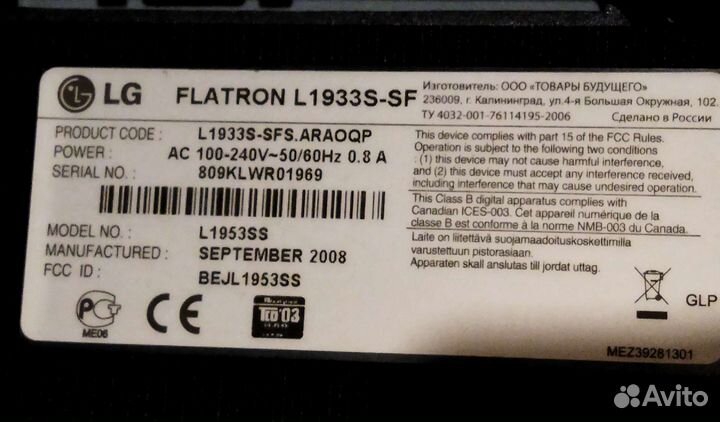 LG FLATRON L1933S-SF
Изготовитель: ООО «ТОВАРЫ БУДУЩЕГО»
236009, г. Калининград, ул.4-я Большая Окружная, 102.
ТУ 4032-001-76114195-2006 Сделано в России
PRODUCT CODE: L1933S-SFS.ARAOQP
POWER: AC 100-240V~50/60Hz 0.8 A
SERIAL NO.: 809KLWR01969
MODEL NO.: L1953SS
MANUFACTURED: SEPTEMBER 2008
FCC ID: BEJL1953SS
This device complies with part 15 of the FCC Rules.
Operation is subject to the following two conditions
: (1) this device may not cause harmful interference,
and (2) this device must accept any interference received,
including interference that may cause undesired operation.
This Class B digital apparatus complies with
Canadian ICES-003. Cet appareil numérique de la
classe B est conforme à la norme NMB-003 du Canada.
Laite on liitettävä suojamaadoituskoskettimilla
varustettuun pistorasiaan.
Apparaten skall anslutas till jordat uttag.
РСТ
ME06
CE
TCO'03
GLP
MEZ39281301
Avito